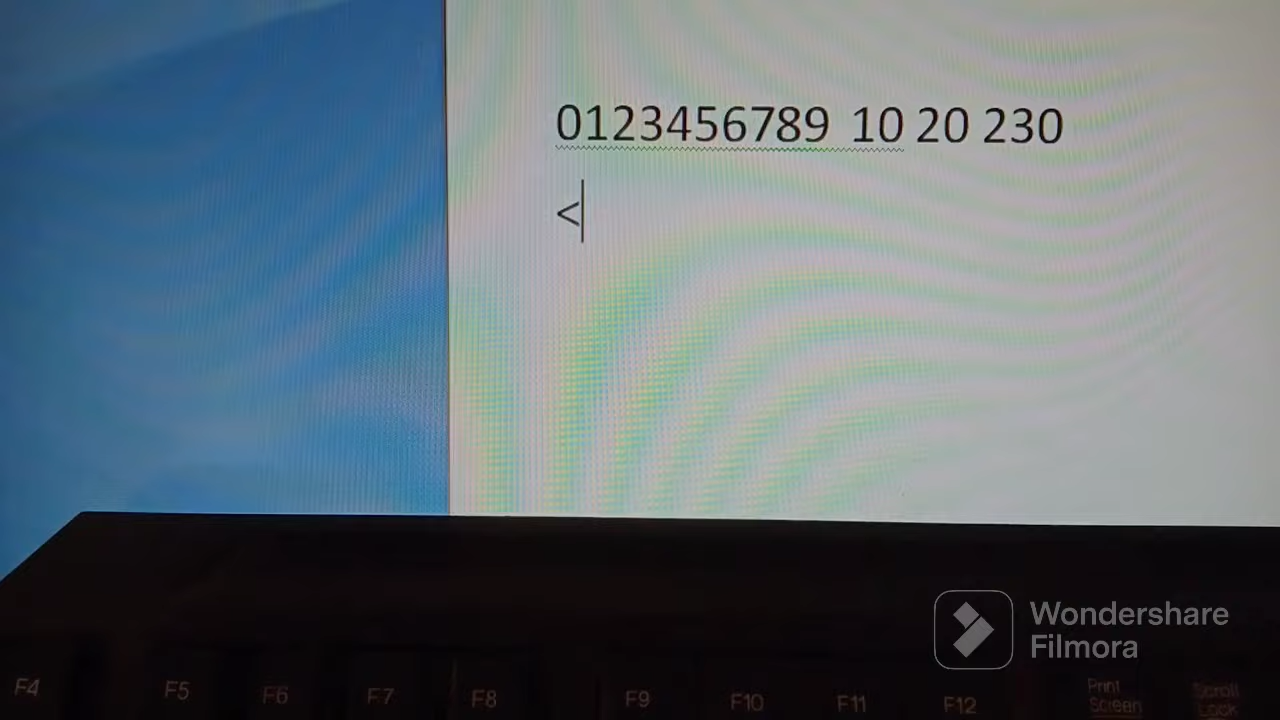 0123456789 10 20 230
<
Wondershare
Filmora
F4 F5 F6 F7 F8 F9 F10 F11 F12 Print Screen Scroll Lock